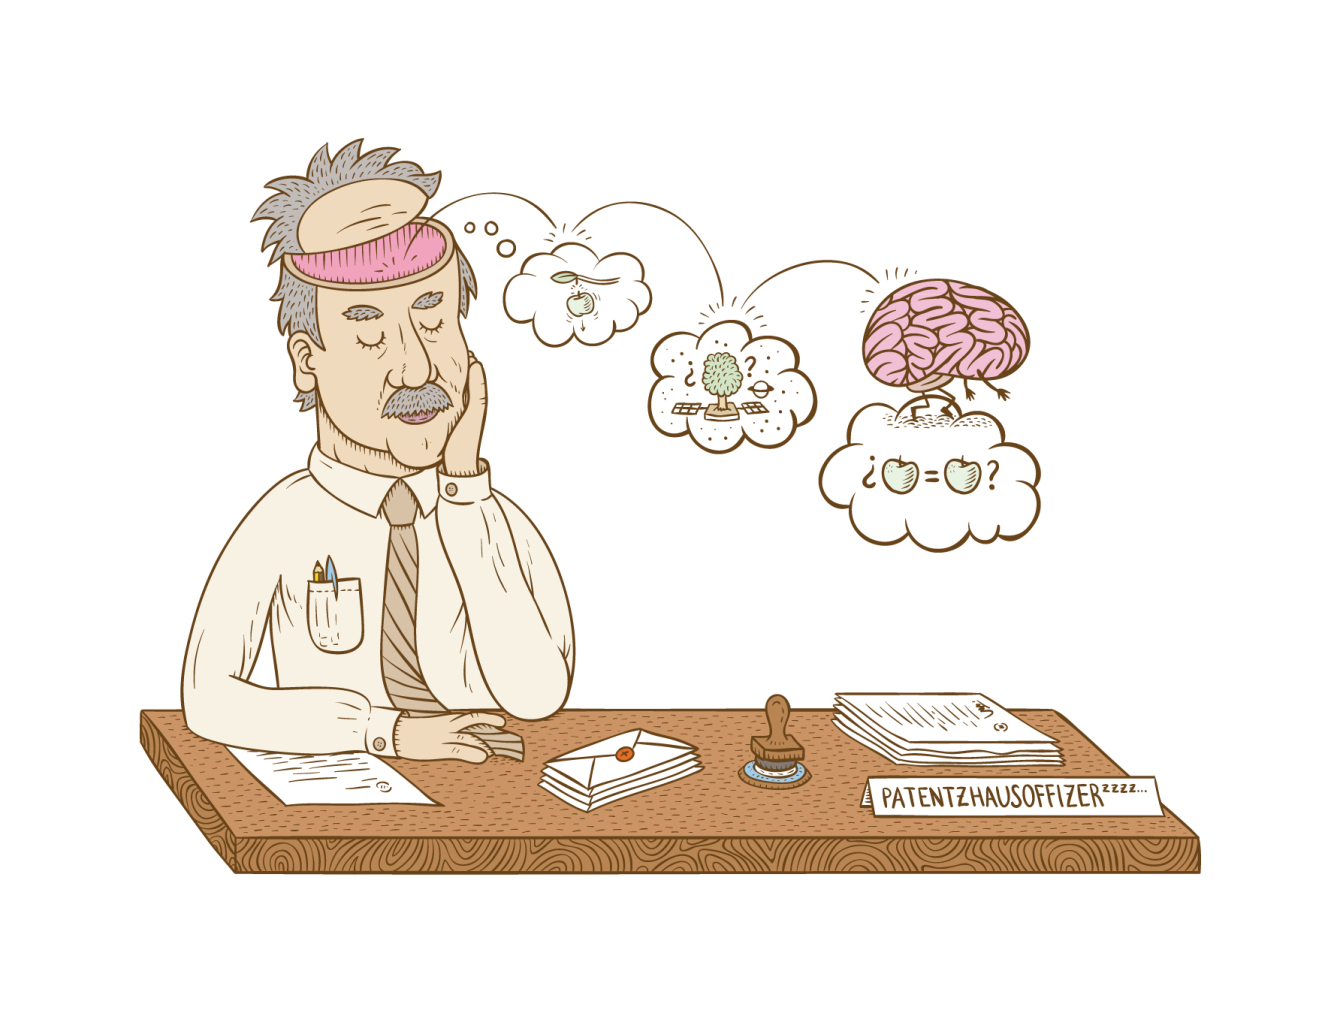 ¿ ?
¿ = ?
PATENTZHAUSOFFIZERzzzz...